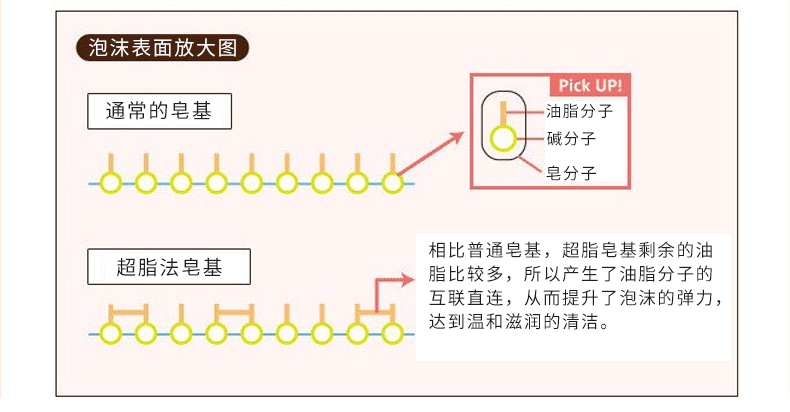 泡沫表面放大图
通常的皂基
Pick UP!
油脂分子
碱分子
皂分子
超脂法皂基
相比普通皂基，超脂皂基剩余的油
脂比较多，所以产生了油脂分子的
互联直连，从而提升了泡沫的弹力，
达到温和滋润的清洁。